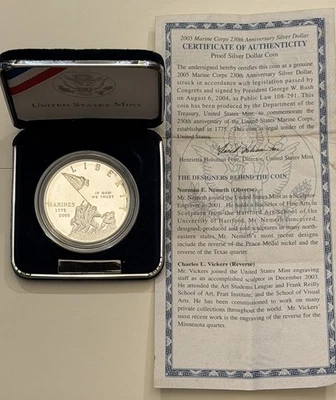 UNITED STATES MINT
LIBERTY
IN GOD
WE TRUST
MARINES
1775
2005
2005 Marine Corps 230th Anniversary Silver Dollar
CERTIFICATE OF AUTHENTICITY
Proof Silver Dollar Coin
The undersigned hereby certifies this coin as a genuine
2005 Marine Corps 230th Anniversary Silver Dollar
struck in accordance with legislation passed by
Congress and signed by President George W. Bush
on August 6, 2004, as Public Law 108-291. This
coin has been produced by the Department of the
Treasury, United States Mint, to commemorate the
230th anniversary of the United States Marine Corps,
established in 1775. This coin is legal tender of the
United States.
Henrietta Holsman Fore, Director, United States Mint
THE DESIGNERS BEHIND THE COIN
Norman E. Nemeth (Obverse)
Mr. Nemeth joined the United States Mint as a Sculptor
Engraver in 2001. He holds a Bachelor of Fine Arts in
Sculpture from the Hartford Art School of the
University of Hartford. Mr. Nemeth conceived,
designed, produced and sold sculptures in many north-
eastern states. Mr. Nemeth's most recent designs
include the reverse of the Peace Medal nickel and the
reverse of the Texas quarter.
Charles L. Vickers (Reverse)
Mr. Vickers joined the United States Mint engraving
staff as an accomplished sculptor in December 2003.
He attended the Art Students League and Frank Reilly
School of Art, Pratt Institute, and the School of Visual
Arts. He has been commissioned to work on many
private collections throughout the world. Mr. Vickers'
most recent work is the engraving of the reverse for the
Minnesota quarter.